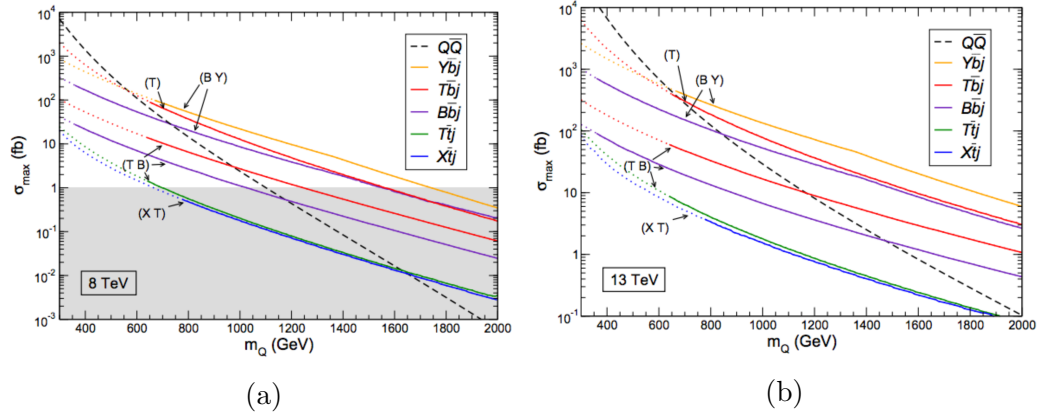 σmax (fb)
10⁴
10³
10²
10
1
10⁻¹
10⁻²
10⁻³
(T)
(B Y)
(T B)
(X T)
QQ̅
Yb̅j
Tb̅j
Bb̅j
Tt̅j
Xt̅j
8 TeV
400 600 800 1000 1200 1400 1600 1800 2000
mQ (GeV)
(a)
σmax (fb)
10⁴
10³
10²
10
1
10⁻¹
(T)
(B Y)
(T B)
(X T)
QQ̅
Yb̅j
Tb̅j
Bb̅j
Tt̅j
Xt̅j
13 TeV
400 600 800 1000 1200 1400 1600 1800 2000
mQ (GeV)
(b)